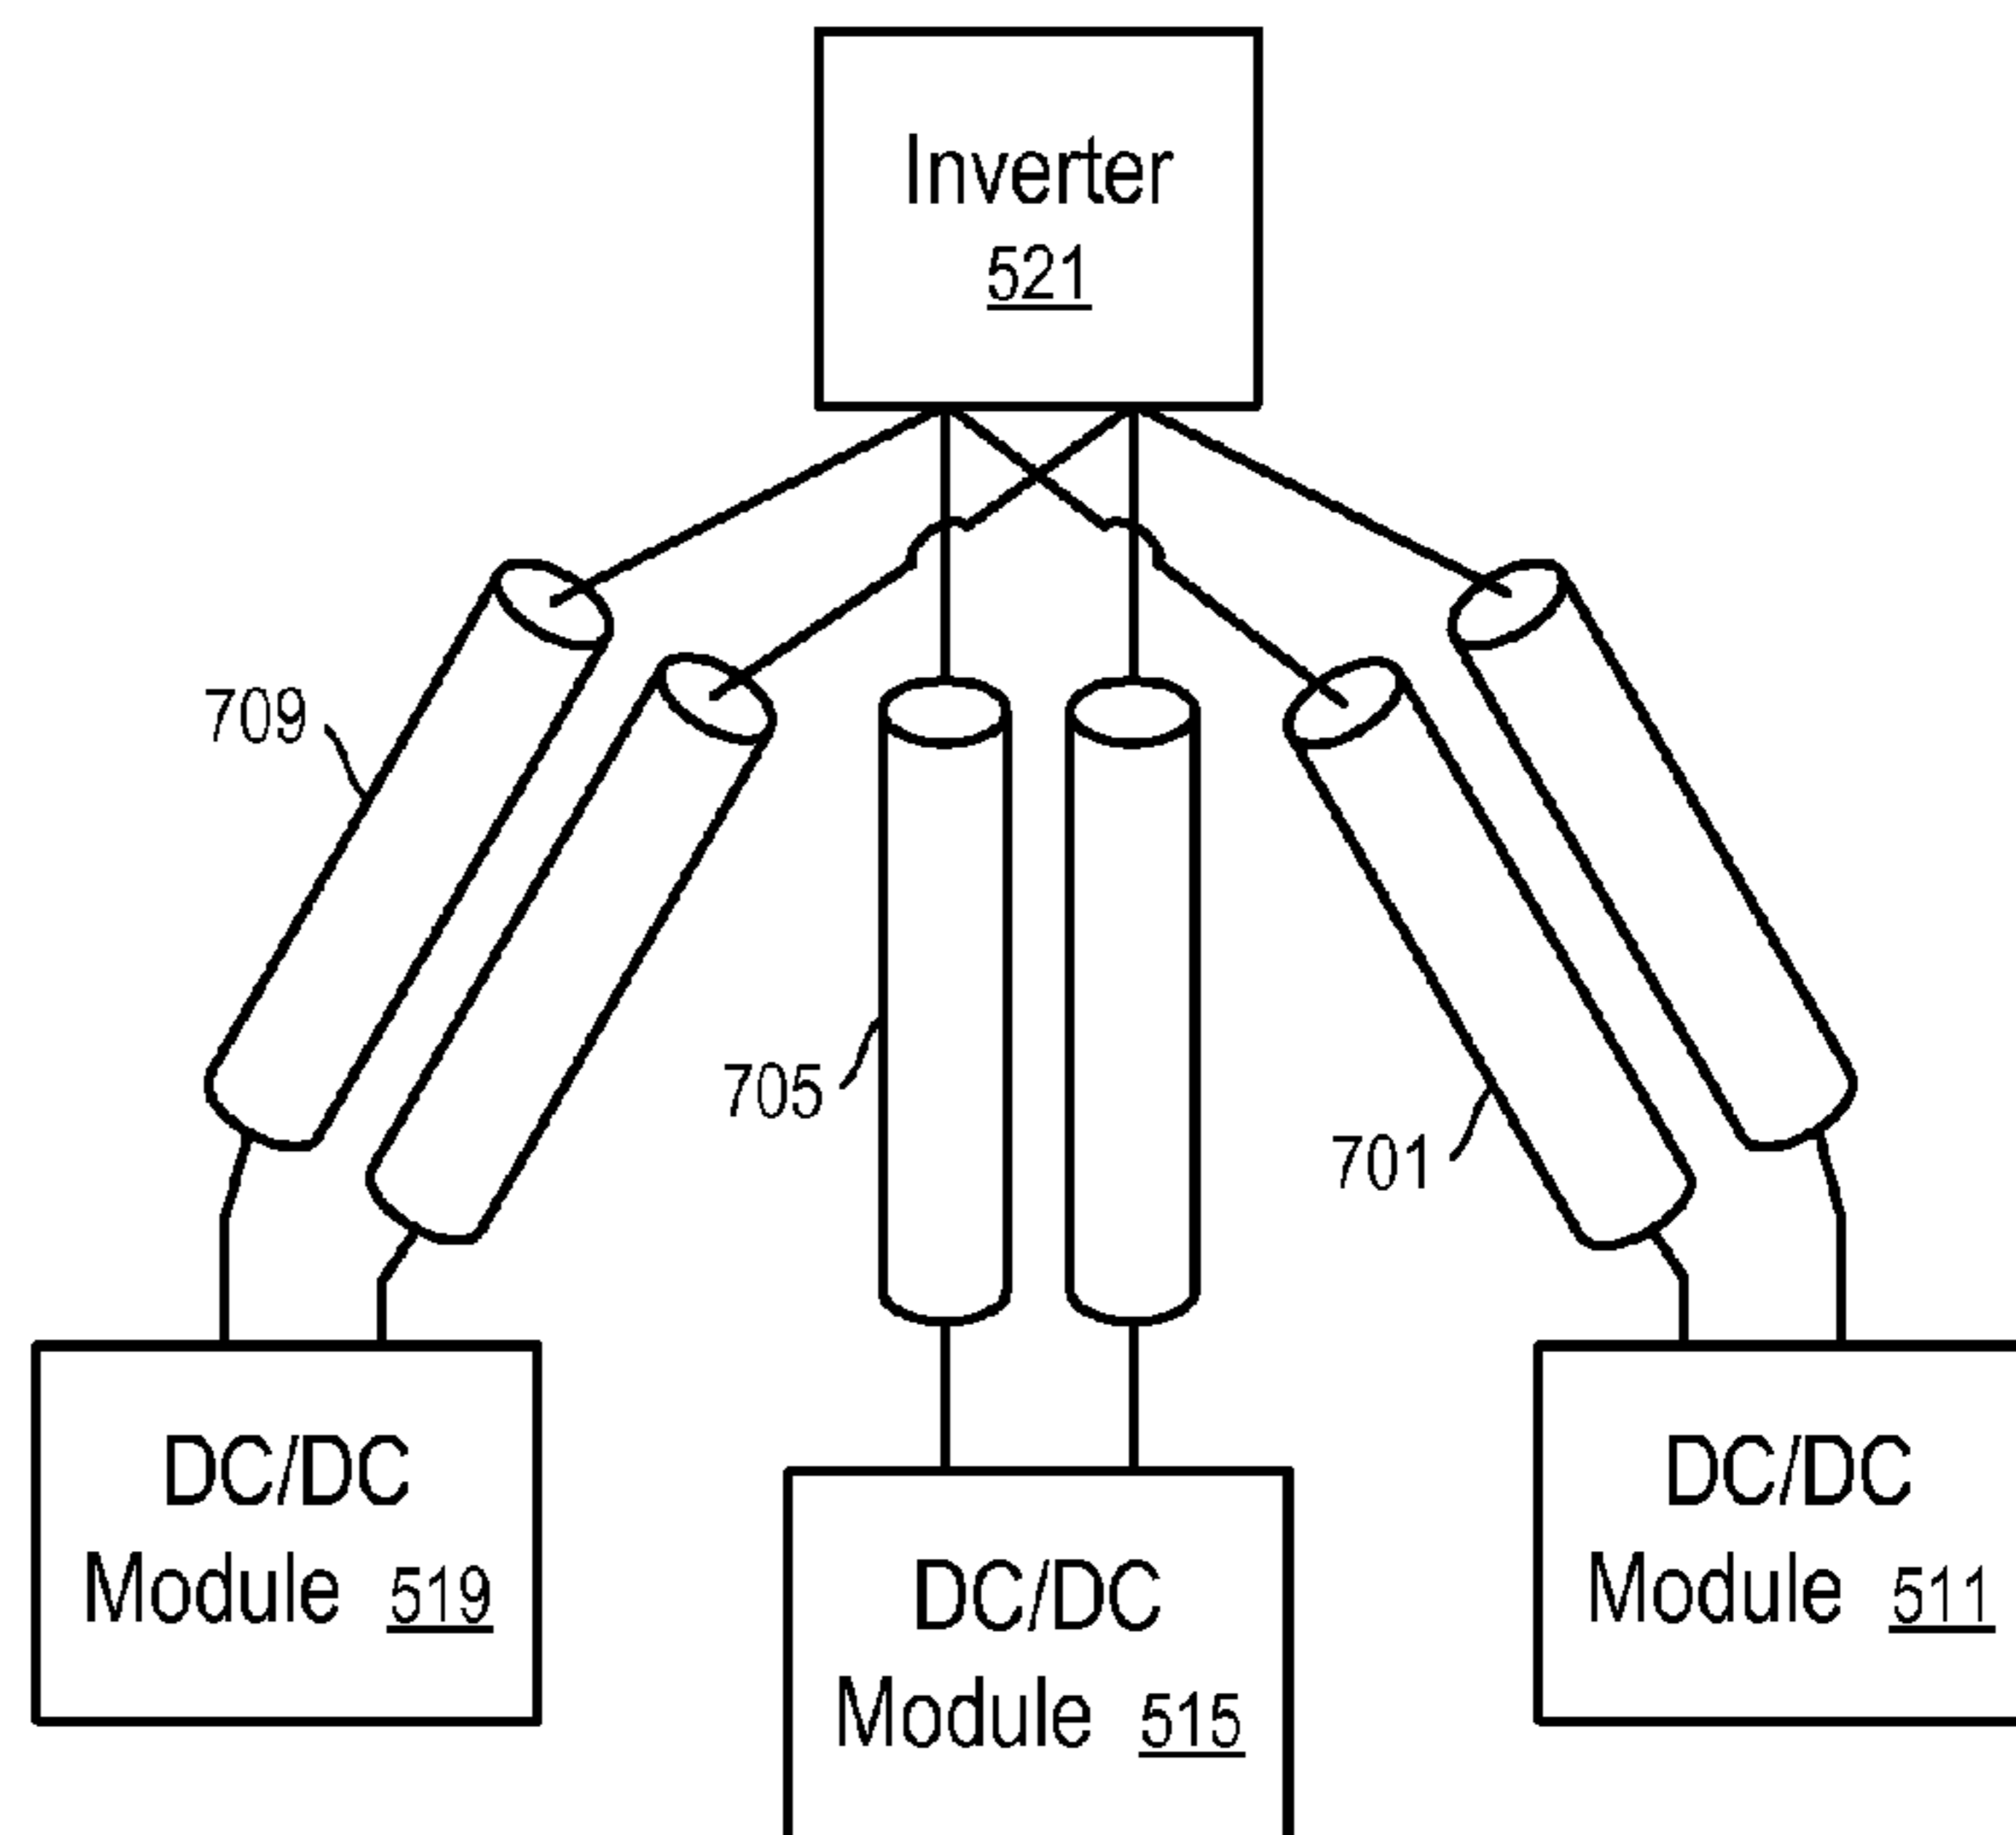 Inverter
521
709
705
701
DC/DC
Module 519
DC/DC
Module 515
DC/DC
Module 511